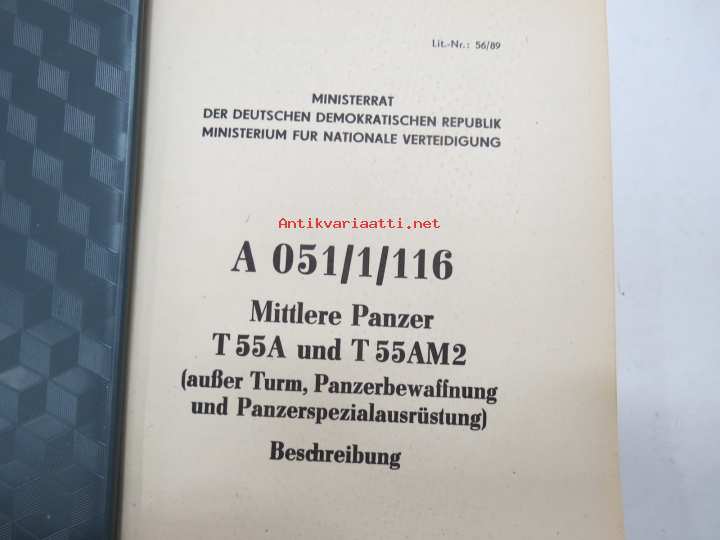 Lit.-Nr.: 56/89
MINISTERRAT
DER DEUTSCHEN DEMOKRATISCHEN REPUBLIK
MINISTERIUM FUR NATIONALE VERTEIDIGUNG
Antikvariaatti.net
A 051/1/116
Mittlere Panzer
T 55A und T 55AM2
(außer Turm, Panzerbewaffnung
und Panzerspezialausrüstung)
Beschreibung